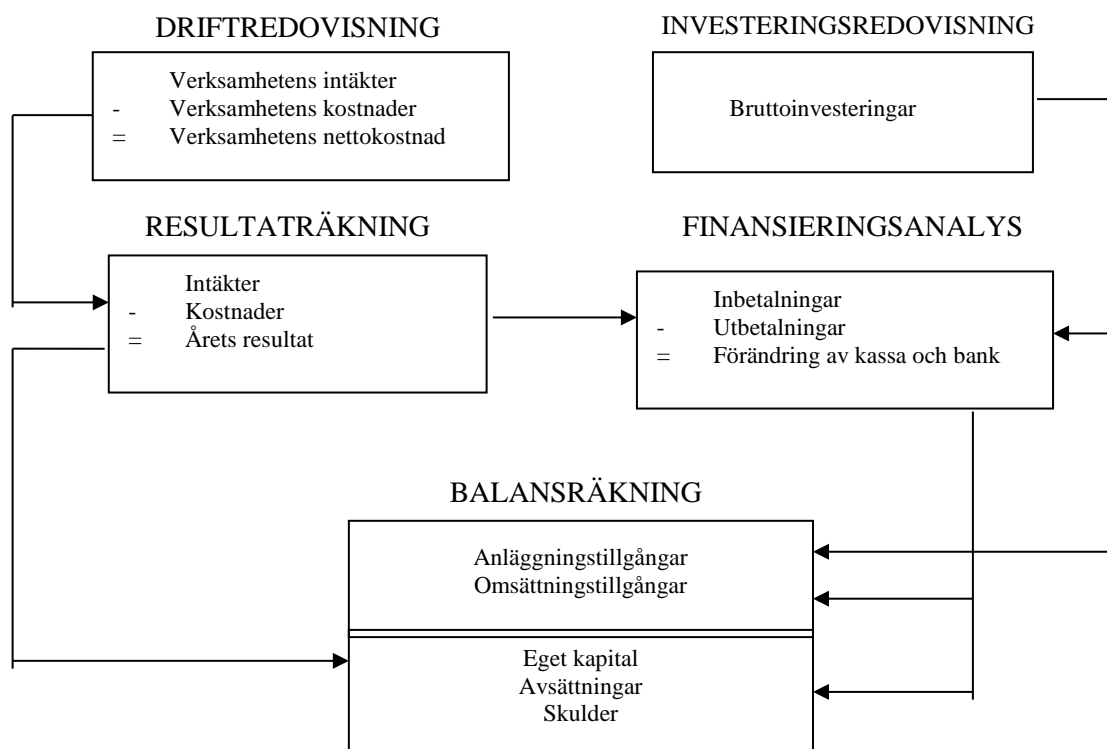 DRIFTREDOVISNING
Verksamhetens intäkter
- Verksamhetens kostnader
= Verksamhetens nettokostnad
INVESTERINGSREDOVISNING
Bruttoinvesteringar
RESULTATRÄKNING
Intäkter
- Kostnader
= Årets resultat
FINANSIERINGSANALYS
Inbetalningar
- Utbetalningar
= Förändring av kassa och bank
BALANSRÄKNING
Anläggningstillgångar
Omsättningstillgångar
Eget kapital
Avsättningar
Skulder